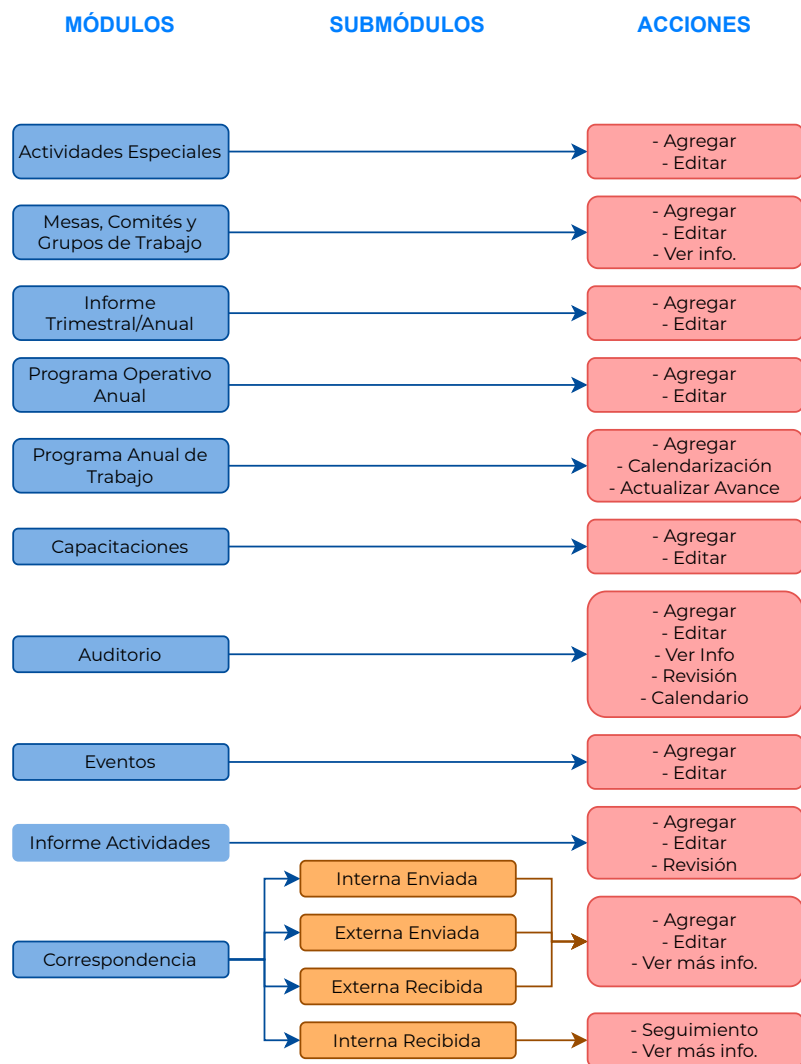 MÓDULOS
SUBMÓDULOS
ACCIONES
Actividades Especiales
- Agregar
- Editar
Mesas, Comités y
Grupos de Trabajo
- Agregar
- Editar
- Ver info.
Informe
Trimestral/Anual
- Agregar
- Editar
Programa Operativo
Anual
- Agregar
- Editar
Programa Anual de
Trabajo
- Agregar
- Calendarización
- Actualizar Avance
Capacitaciones
- Agregar
- Editar
Auditorio
- Agregar
- Editar
- Ver Info
- Revisión
- Calendario
Eventos
- Agregar
- Editar
Informe Actividades
- Agregar
- Editar
- Revisión
Correspondencia
Interna Enviada
Externa Enviada
Externa Recibida
- Agregar
- Editar
- Ver más info.
Interna Recibida
- Seguimiento
- Ver más info.